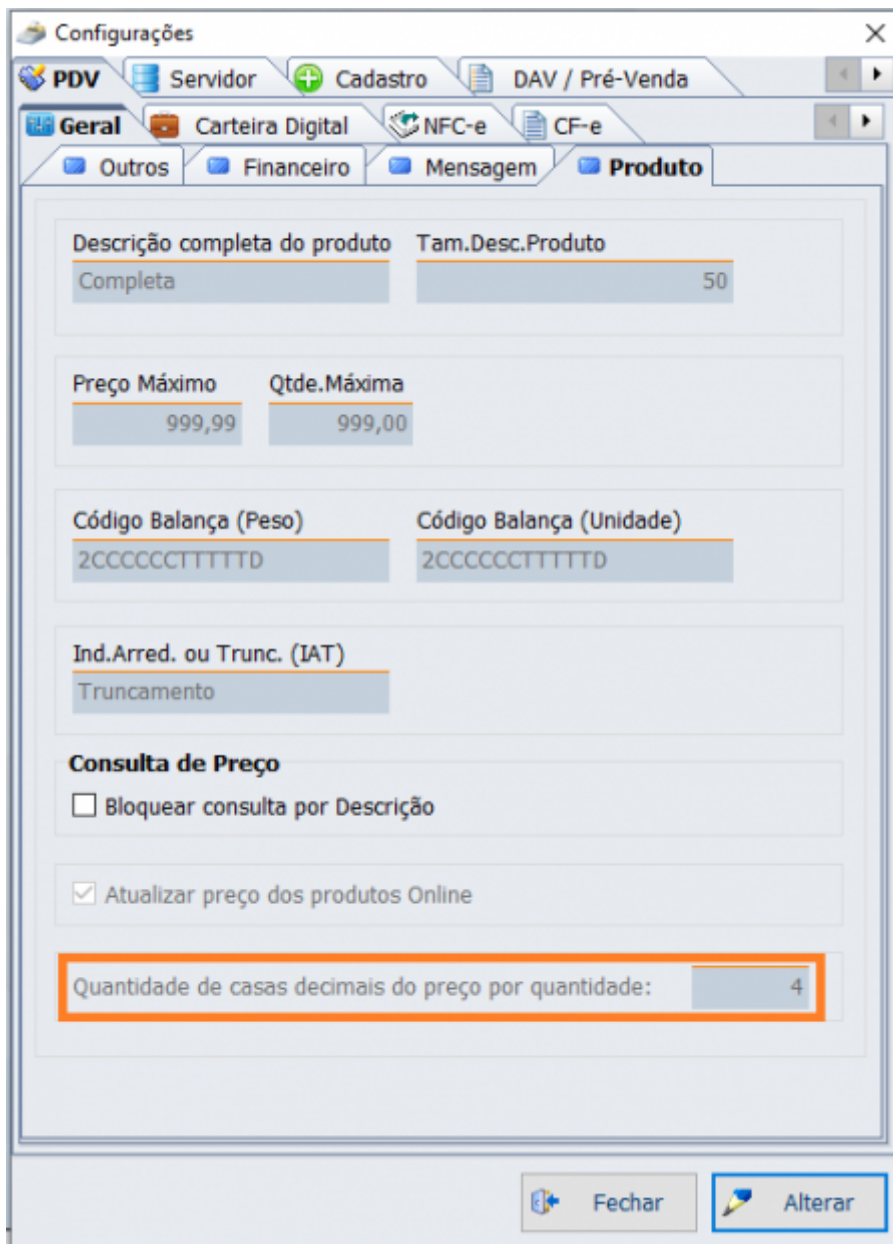 Configurações
PDV Servidor Cadastro DAV / Pré-Venda
Geral Carteira Digital NFC-e CF-e
Outros Financeiro Mensagem Produto
Descrição completa do produto Tam.Desc.Produto
Completa 50
Preço Máximo Qtde.Máxima
999,99 999,00
Código Balança (Peso) Código Balança (Unidade)
2CCCCCCTTTTTD 2CCCCCCTTTTTD
Ind.Arred. ou Trunc. (IAT)
Truncamento
Consulta de Preço
Bloquear consulta por Descrição
Atualizar preço dos produtos Online
Quantidade de casas decimais do preço por quantidade: 4
Fechar Alterar